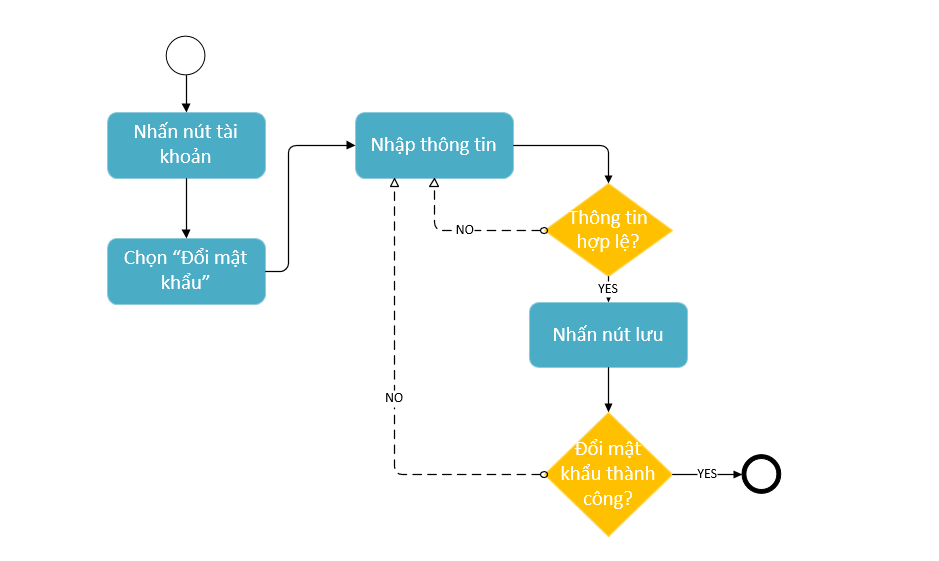 Nhấn nút tài
khoản
Chọn “Đổi mật
khẩu”
Nhập thông tin
Thông tin
hợp lệ?
NO
YES
Nhấn nút lưu
Đổi mật
khẩu thành
công?
NO
YES